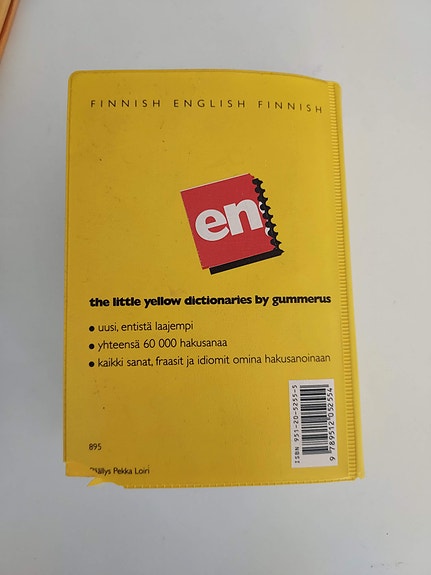 FINNISH ENGLISH FINNISH
en
the little yellow dictionaries by gummerus
• uusi, entistä laajempi
• yhteensä 60 000 hakusanaa
• kaikki sanat, fraasit ja idiomit omina hakusanoinaan
ISBN 951-20-5255-5
9 789512 052554
895
Päällys Pekka Loiri